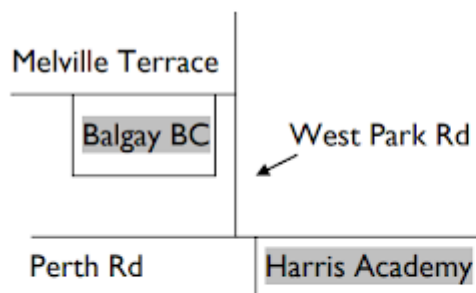 Melville Terrace
Balgay BC
West Park Rd
Perth Rd
Harris Academy